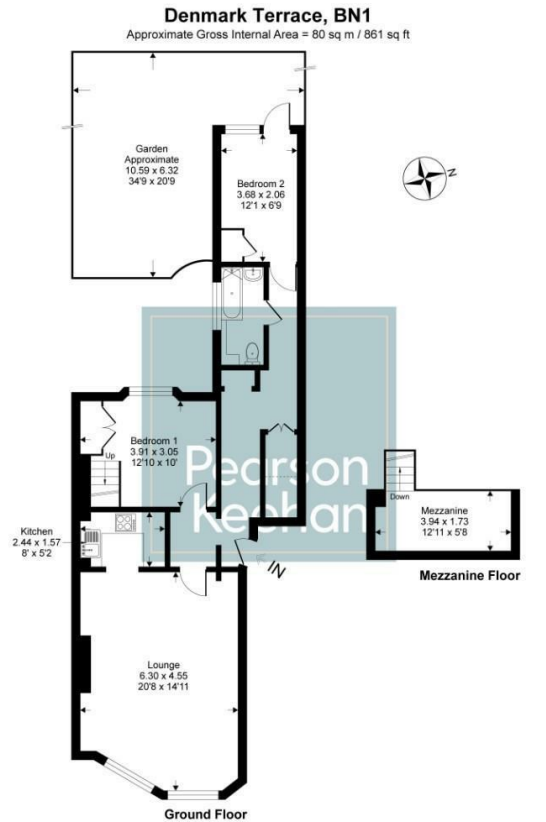 Denmark Terrace, BN1
Approximate Gross Internal Area = 80 sq m / 861 sq ft
Garden
Approximate
10.59 x 6.32
34'9 x 20'9
Bedroom 2
3.68 x 2.06
12'1 x 6'9
N
Bedroom 1
3.91 x 3.05
12'10 x 10'
Up
Pearson
Keehan
Kitchen
2.44 x 1.57
8' x 5'2
IN
Down
Mezzanine
3.94 x 1.73
12'11 x 5'8
Mezzanine Floor
Lounge
6.30 x 4.55
20'8 x 14'11
Ground Floor